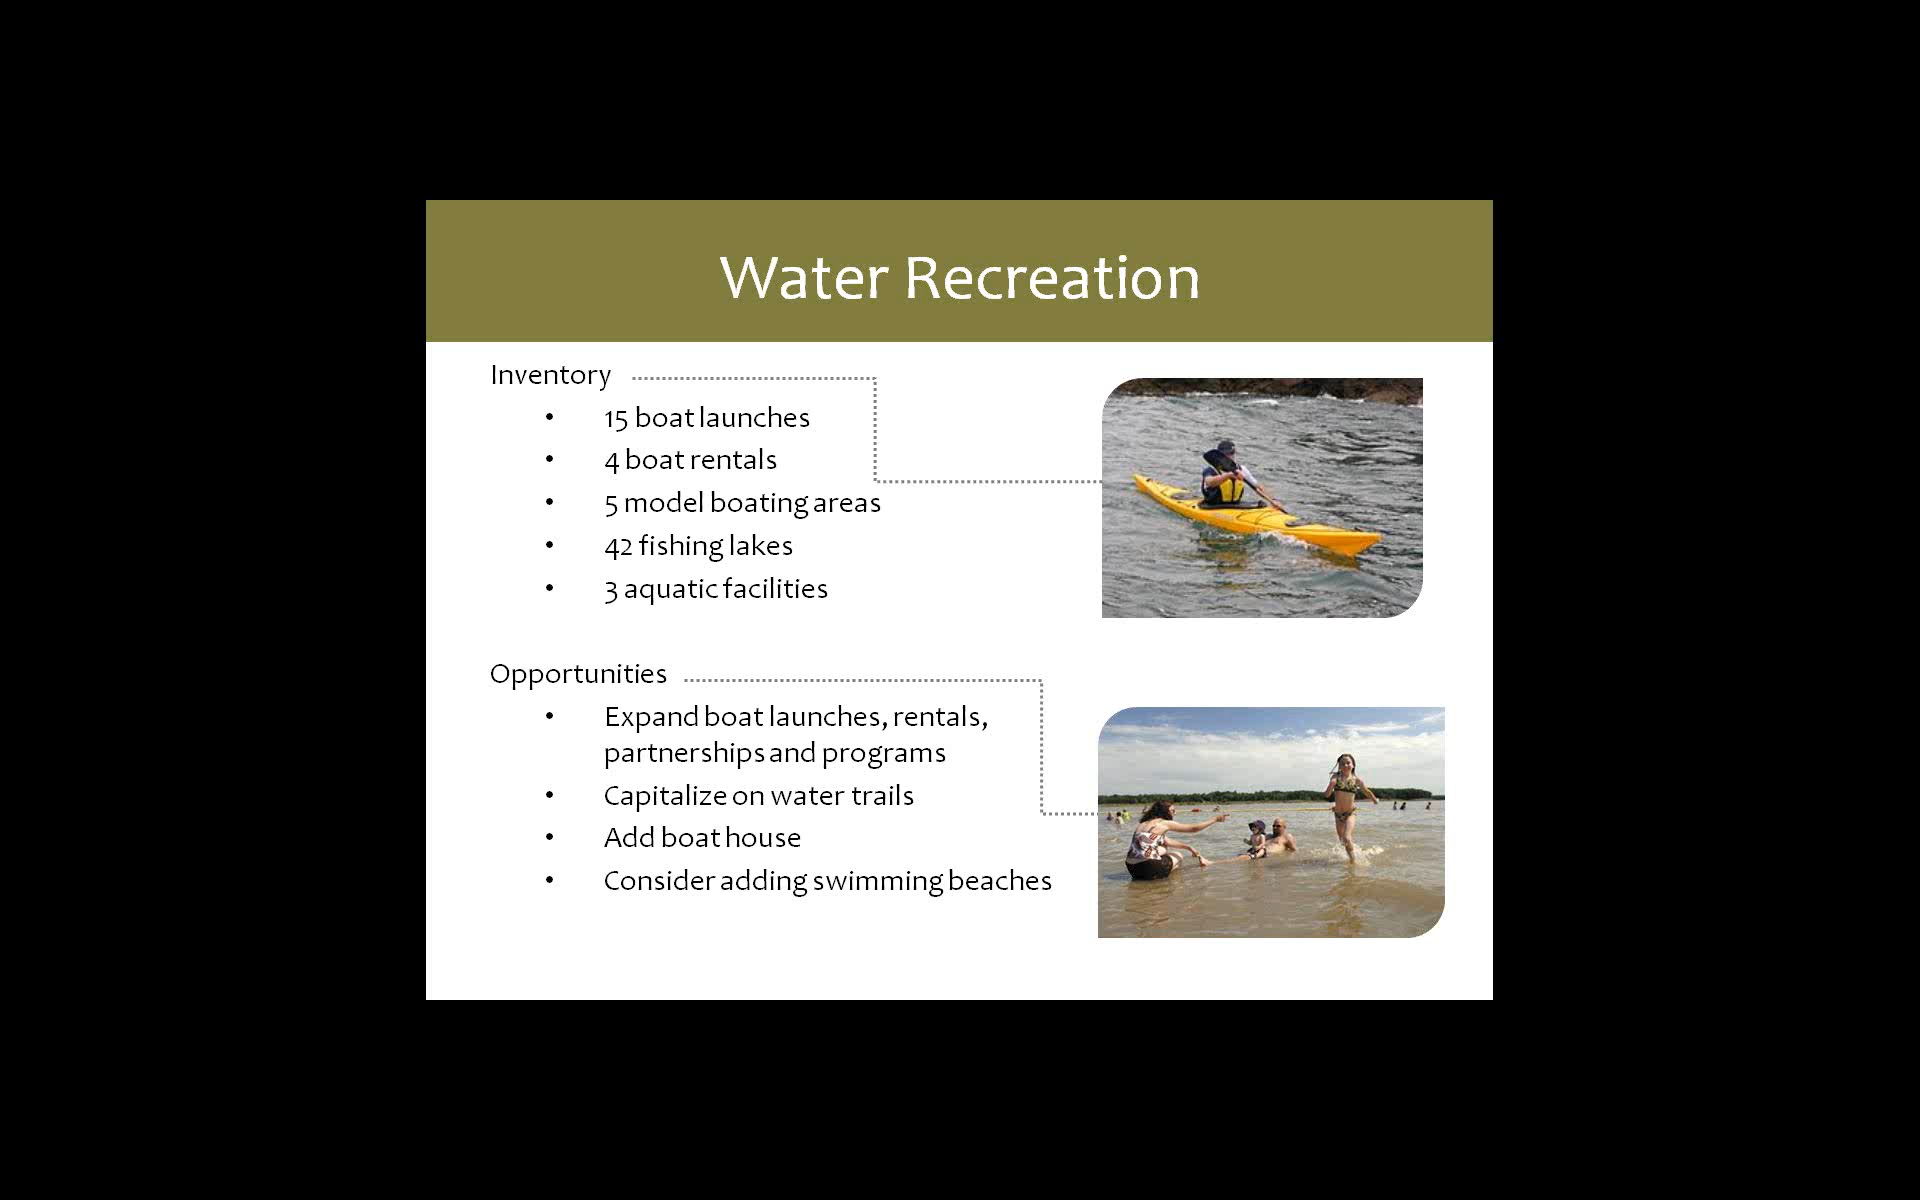 Water Recreation
Inventory
• 15 boat launches
• 4 boat rentals
• 5 model boating areas
• 42 fishing lakes
• 3 aquatic facilities
Opportunities
• Expand boat launches, rentals,
partnerships and programs
• Capitalize on water trails
• Add boat house
• Consider adding swimming beaches